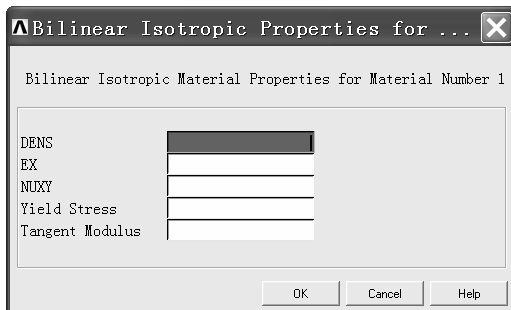 Bilinear Isotropic Properties for ...
Bilinear Isotropic Material Properties for Material Number 1
DENS
EX
NUXY
Yield Stress
Tangent Modulus
OK Cancel Help